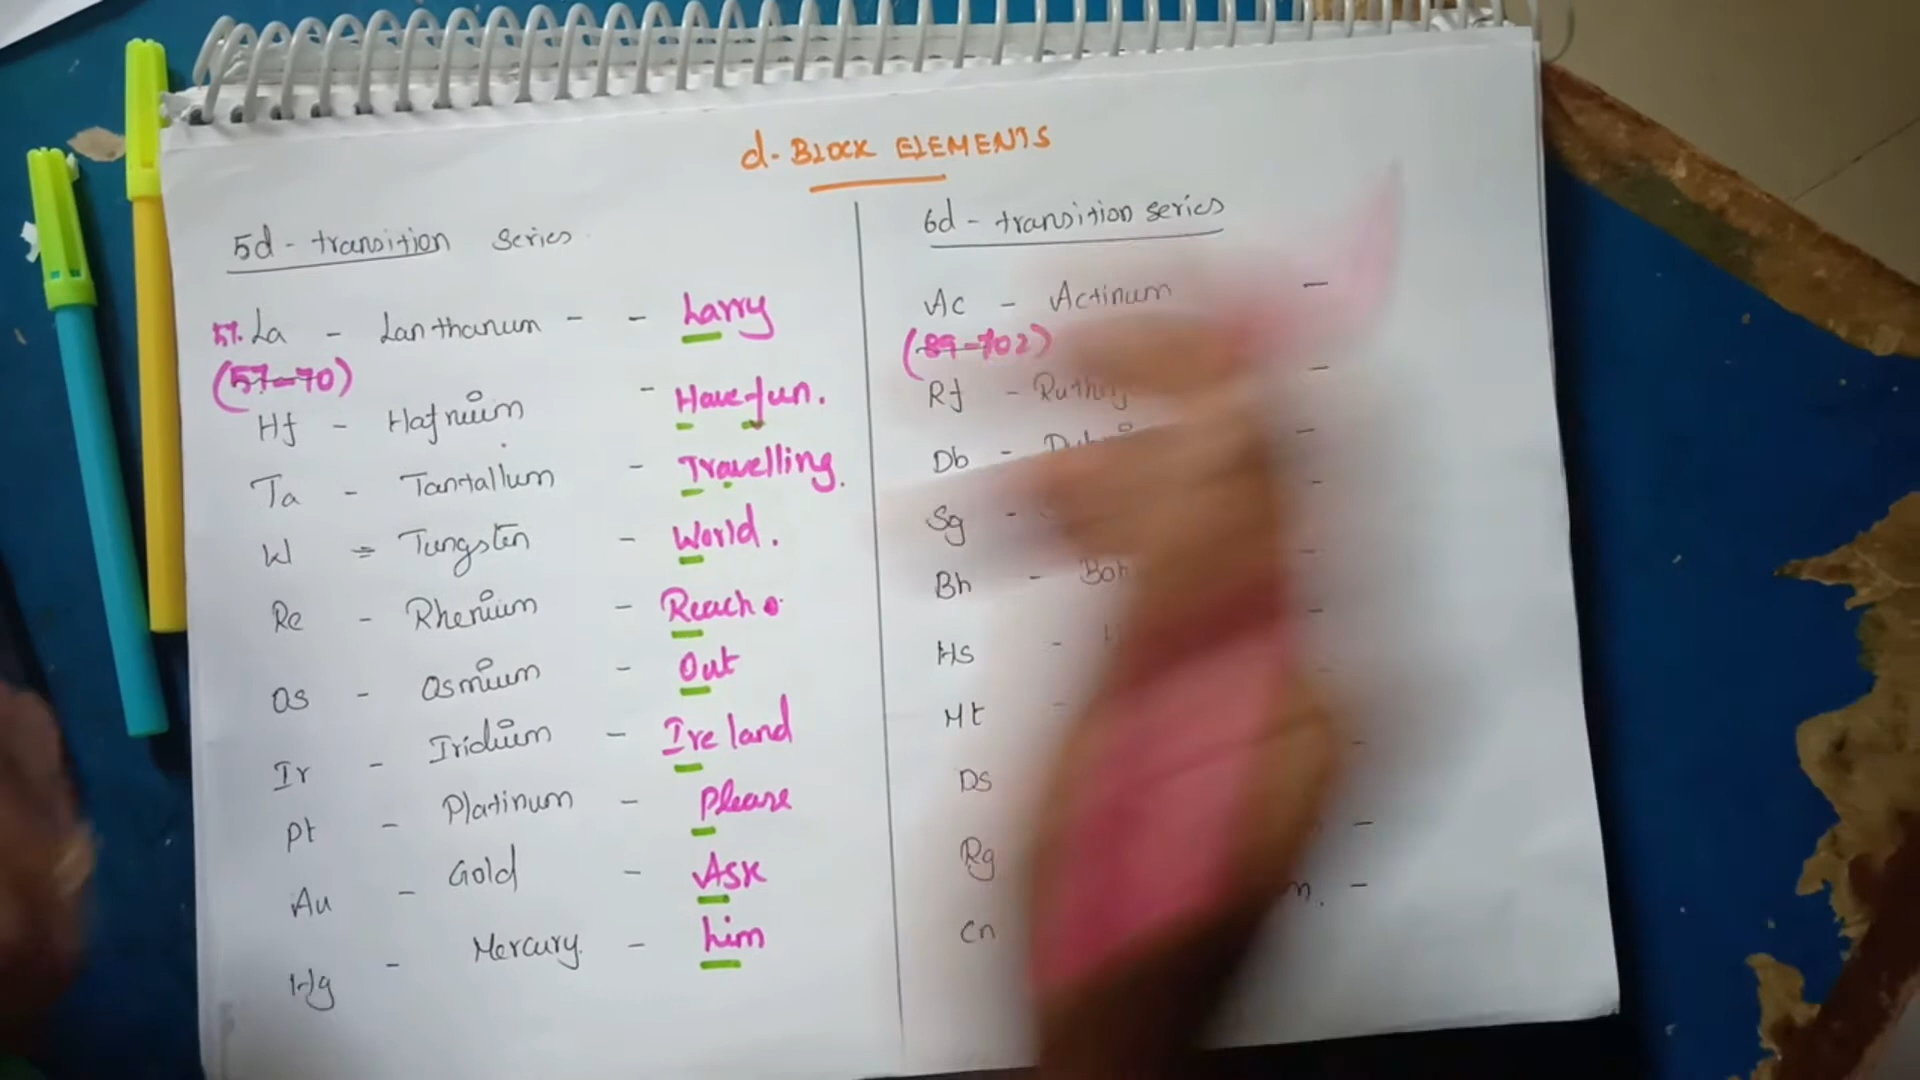 d-BLOCK ELEMENTS
5d - transition series
57. La - Lanthanum - - Larry
(57-70)
Hf - Hafnium - Have fun.
Ta - Tantallum - Travelling.
W = Tungsten - World.
Re - Rhenium - Reach
Os - Osmium - Out
Ir - Iridium - Ireland
Pt - Platinum - Please
Au - Gold - Ask
Hg - Mercury. - him
6d - transition series
Ac - Actinum -
(89-102)
Rf - -
Db - -
Sg - -
Bh - -
Hs - -
Mt -
Ds -
Rg -
Cn -